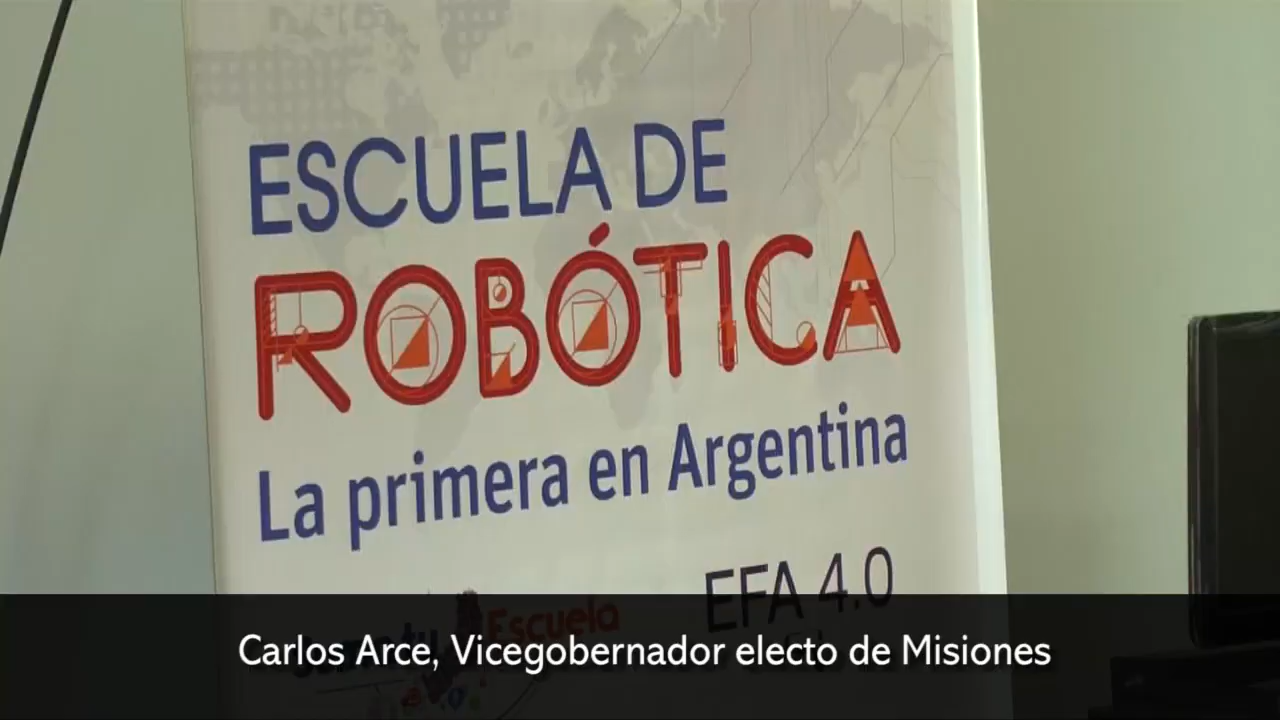 ESCUELA DE
ROBÓTICA
La primera en Argentina
EFA 4.0
Escuela
Carlos Arce, Vicegobernador electo de Misiones